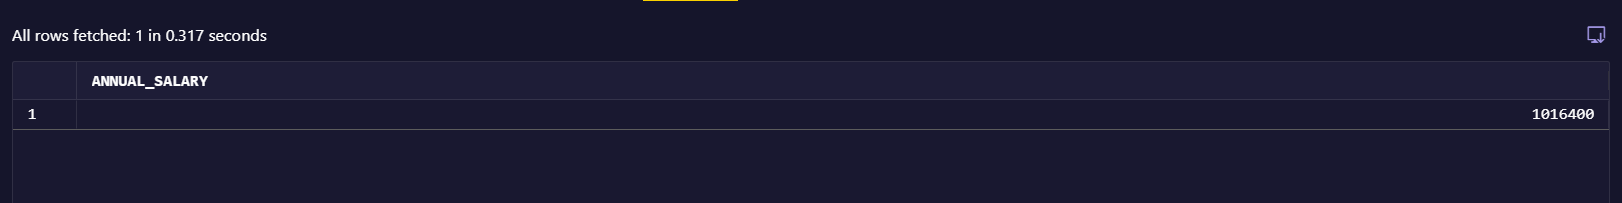 All rows fetched: 1 in 0.317 seconds
ANNUAL_SALARY
1 1016400